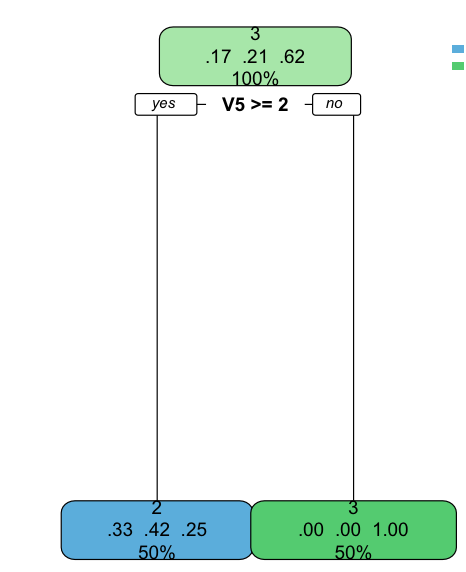 3
.17 .21 .62
100%
yes V5 >= 2 no
2
.33 .42 .25
50%
3
.00 .00 1.00
50%